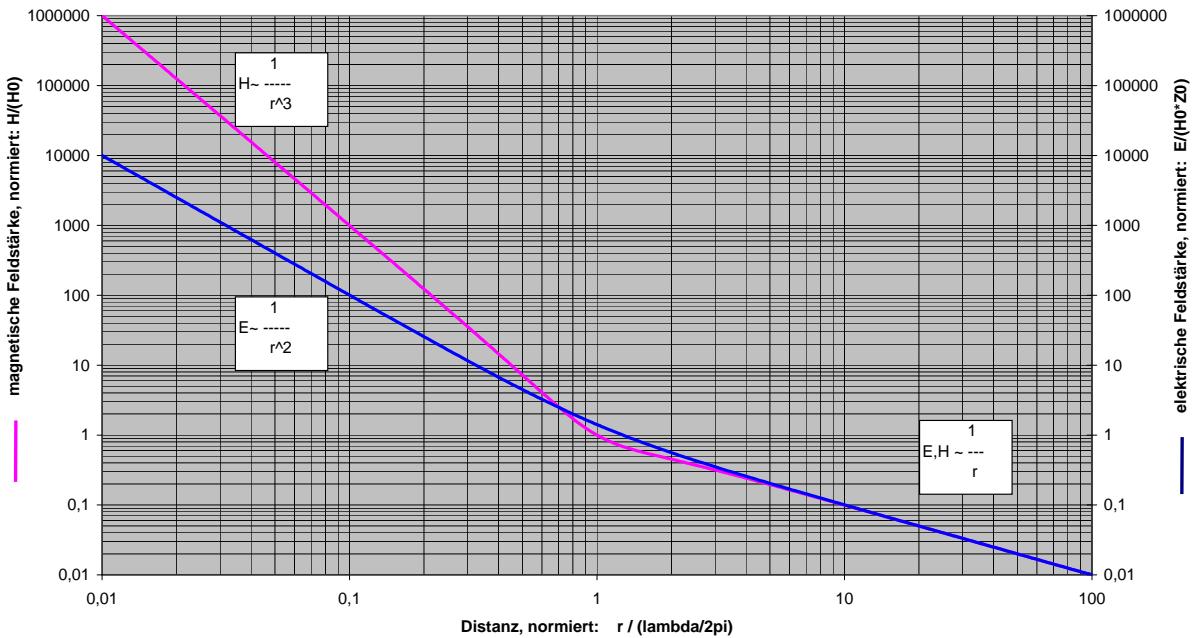 1000000
100000
10000
1000
100
10
1
0,1
0,01
magnetische Feldstärke, normiert: H/(H0)
1
H~ -----
r^3
1
E~ -----
r^2
1
E,H ~ ---
r
1000000
100000
10000
1000
100
10
1
0,1
0,01
elektrische Feldstärke, normiert: E/(H0*Z0)
0,01
0,1
1
10
100
Distanz, normiert: r / (lambda/2pi)